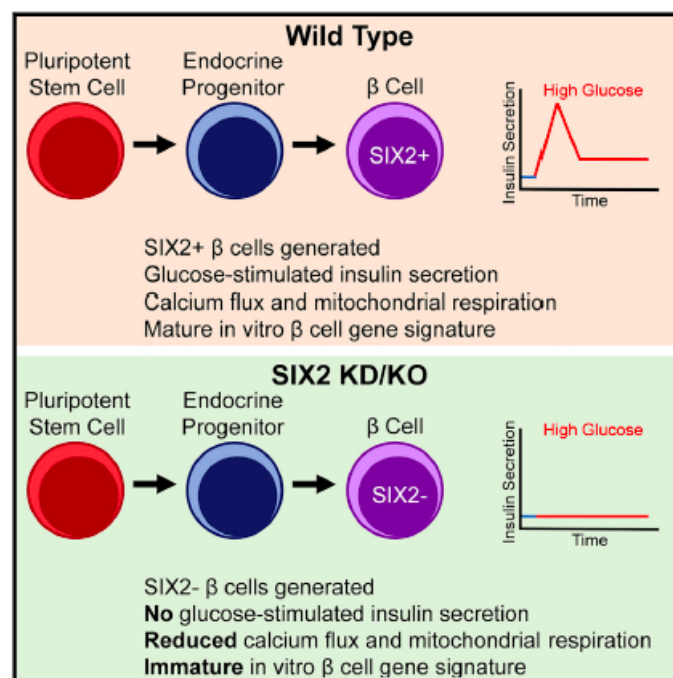 Wild Type
Pluripotent
Stem Cell
Endocrine
Progenitor
β Cell
SIX2+
High Glucose
Insulin Secretion
Time
SIX2+ β cells generated
Glucose-stimulated insulin secretion
Calcium flux and mitochondrial respiration
Mature in vitro β cell gene signature
SIX2 KD/KO
Pluripotent
Stem Cell
Endocrine
Progenitor
β Cell
SIX2-
High Glucose
Insulin Secretion
Time
SIX2- β cells generated
No glucose-stimulated insulin secretion
Reduced calcium flux and mitochondrial respiration
Immature in vitro β cell gene signature